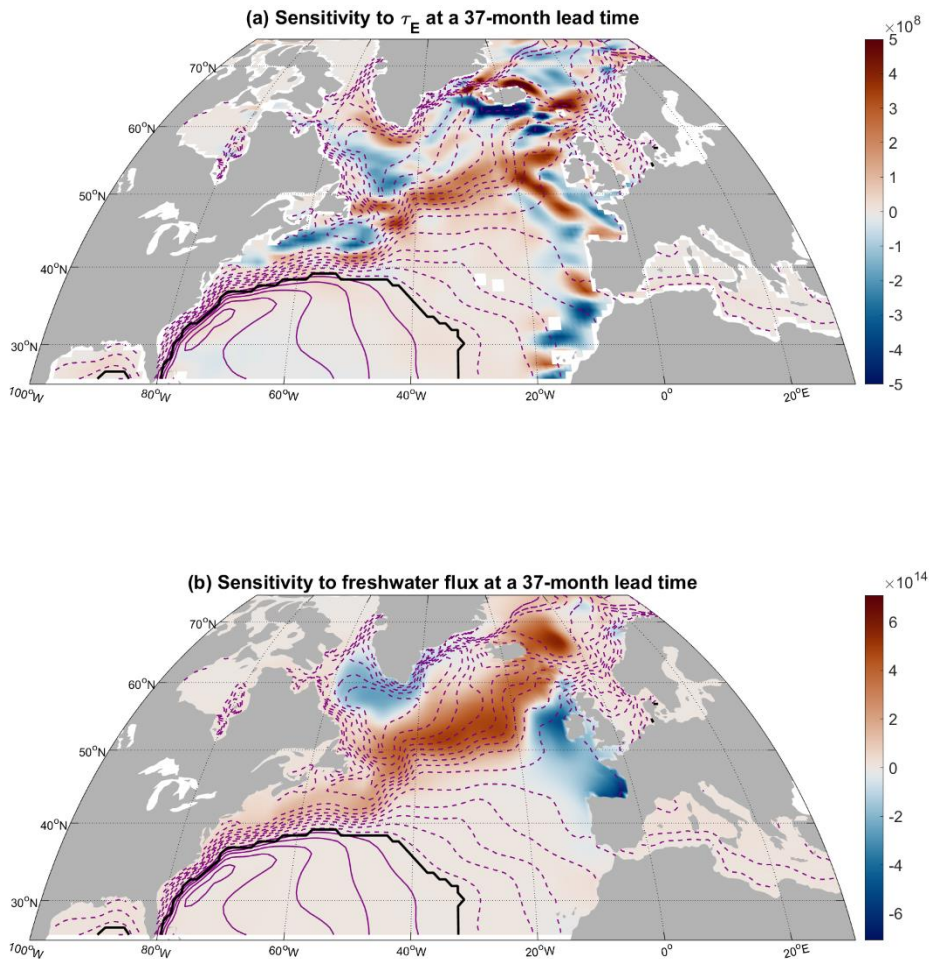 (a) Sensitivity to τE at a 37-month lead time
×10^8
5
4
3
2
1
0
-1
-2
-3
-4
-5
70°N
60°N
50°N
40°N
30°N
100°W
80°W
60°W
40°W
20°W
0°
20°E
(b) Sensitivity to freshwater flux at a 37-month lead time
×10^14
6
4
2
0
-2
-4
-6
70°N
60°N
50°N
40°N
30°N
100°W
80°W
60°W
40°W
20°W
0°
20°E